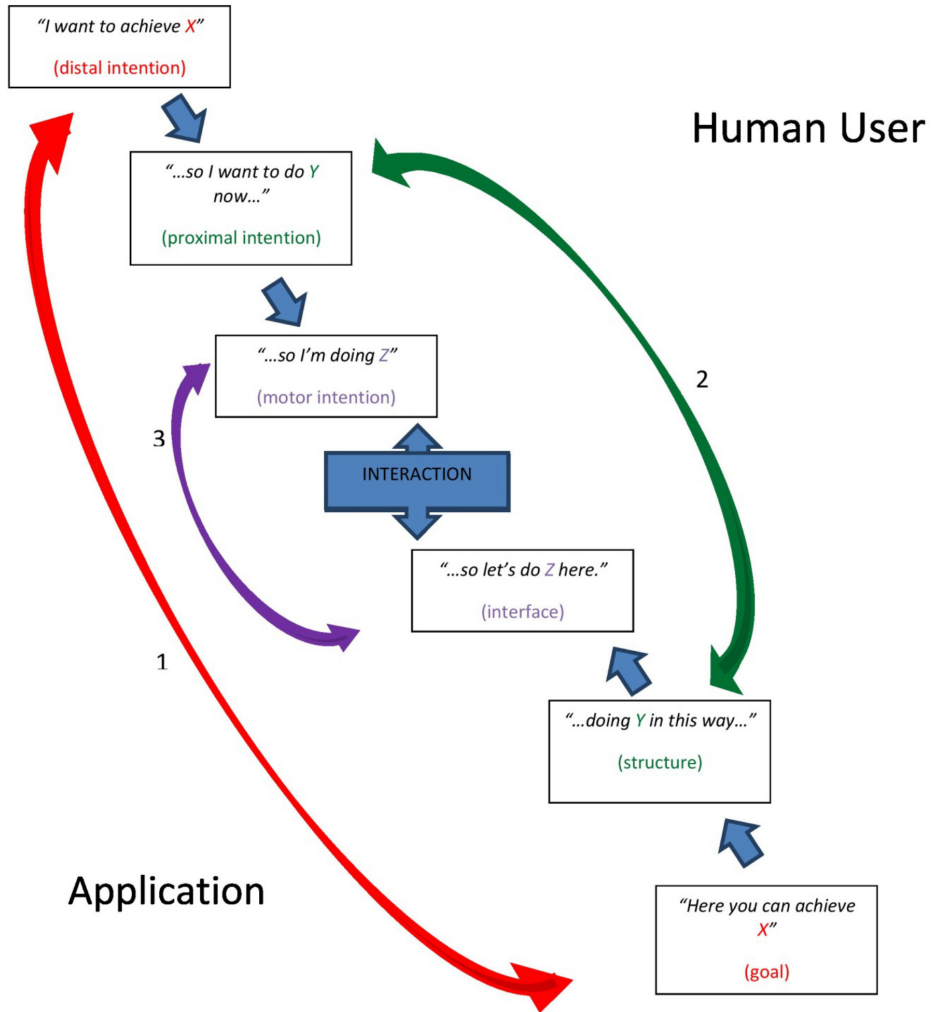 “I want to achieve X”
(distal intention)
Human User
“…so I want to do Y
now…”
(proximal intention)
“…so I’m doing Z”
(motor intention)
2
3
INTERACTION
“…so let’s do Z here.”
(interface)
1
“…doing Y in this way…”
(structure)
Application
“Here you can achieve
X”
(goal)